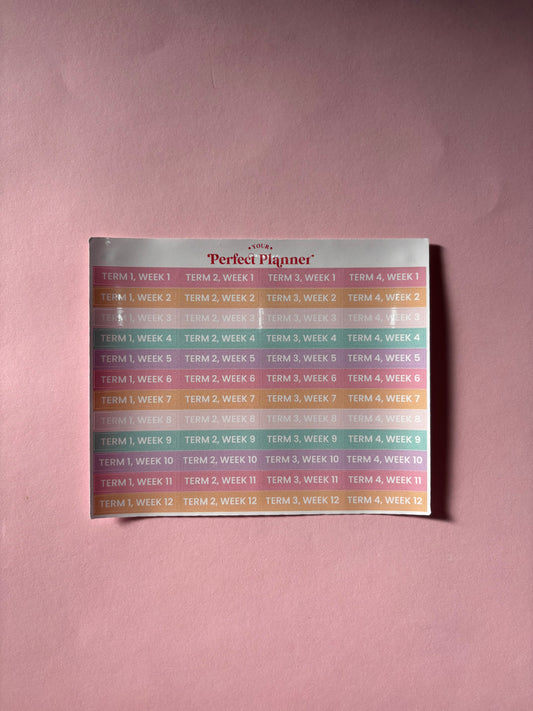 YOUR
Perfect Planner
TERM 1, WEEK 1 TERM 2, WEEK 1 TERM 3, WEEK 1 TERM 4, WEEK 1
TERM 1, WEEK 2 TERM 2, WEEK 2 TERM 3, WEEK 2 TERM 4, WEEK 2
TERM 1, WEEK 3 TERM 2, WEEK 3 TERM 3, WEEK 3 TERM 4, WEEK 3
TERM 1, WEEK 4 TERM 2, WEEK 4 TERM 3, WEEK 4 TERM 4, WEEK 4
TERM 1, WEEK 5 TERM 2, WEEK 5 TERM 3, WEEK 5 TERM 4, WEEK 5
TERM 1, WEEK 6 TERM 2, WEEK 6 TERM 3, WEEK 6 TERM 4, WEEK 6
TERM 1, WEEK 7 TERM 2, WEEK 7 TERM 3, WEEK 7 TERM 4, WEEK 7
TERM 1, WEEK 8 TERM 2, WEEK 8 TERM 3, WEEK 8 TERM 4, WEEK 8
TERM 1, WEEK 9 TERM 2, WEEK 9 TERM 3, WEEK 9 TERM 4, WEEK 9
TERM 1, WEEK 10 TERM 2, WEEK 10 TERM 3, WEEK 10 TERM 4, WEEK 10
TERM 1, WEEK 11 TERM 2, WEEK 11 TERM 3, WEEK 11 TERM 4, WEEK 11
TERM 1, WEEK 12 TERM 2, WEEK 12 TERM 3, WEEK 12 TERM 4, WEEK 12